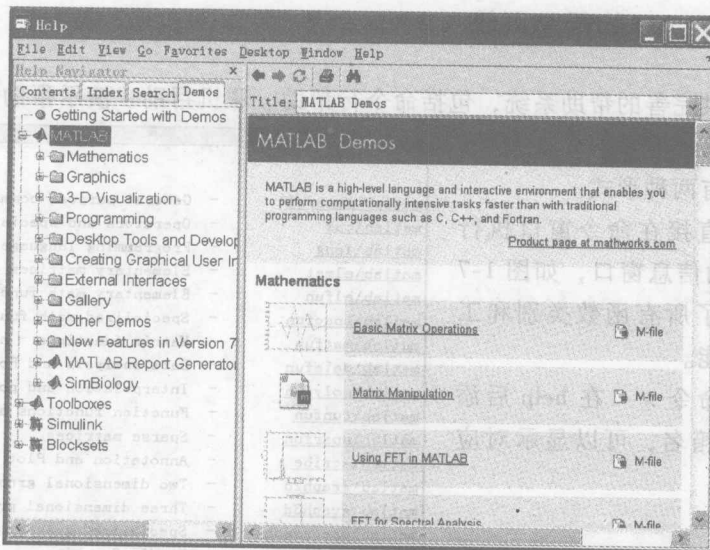 Help
File Edit View Go Favorites Desktop Window Help
Help Navigator
Contents Index Search Demos
Title: MATLAB Demos
Getting Started with Demos
MATLAB
Mathematics
Graphics
3-D Visualization
Programming
Desktop Tools and Develop
Creating Graphical User In
External Interfaces
Gallery
Other Demos
New Features in Version 7
MATLAB Report Generator
SimBiology
Toolboxes
Simulink
Blocksets
MATLAB Demos
MATLAB is a high-level language and interactive environment that enables you
to perform computationally intensive tasks faster than with traditional
programming languages such as C, C++, and Fortran.
Product page at mathworks.com
Mathematics
Basic Matrix Operations M-file
Matrix Manipulation M-file
Using FFT in MATLAB M-file
FFT for Spectral Analysis M-file